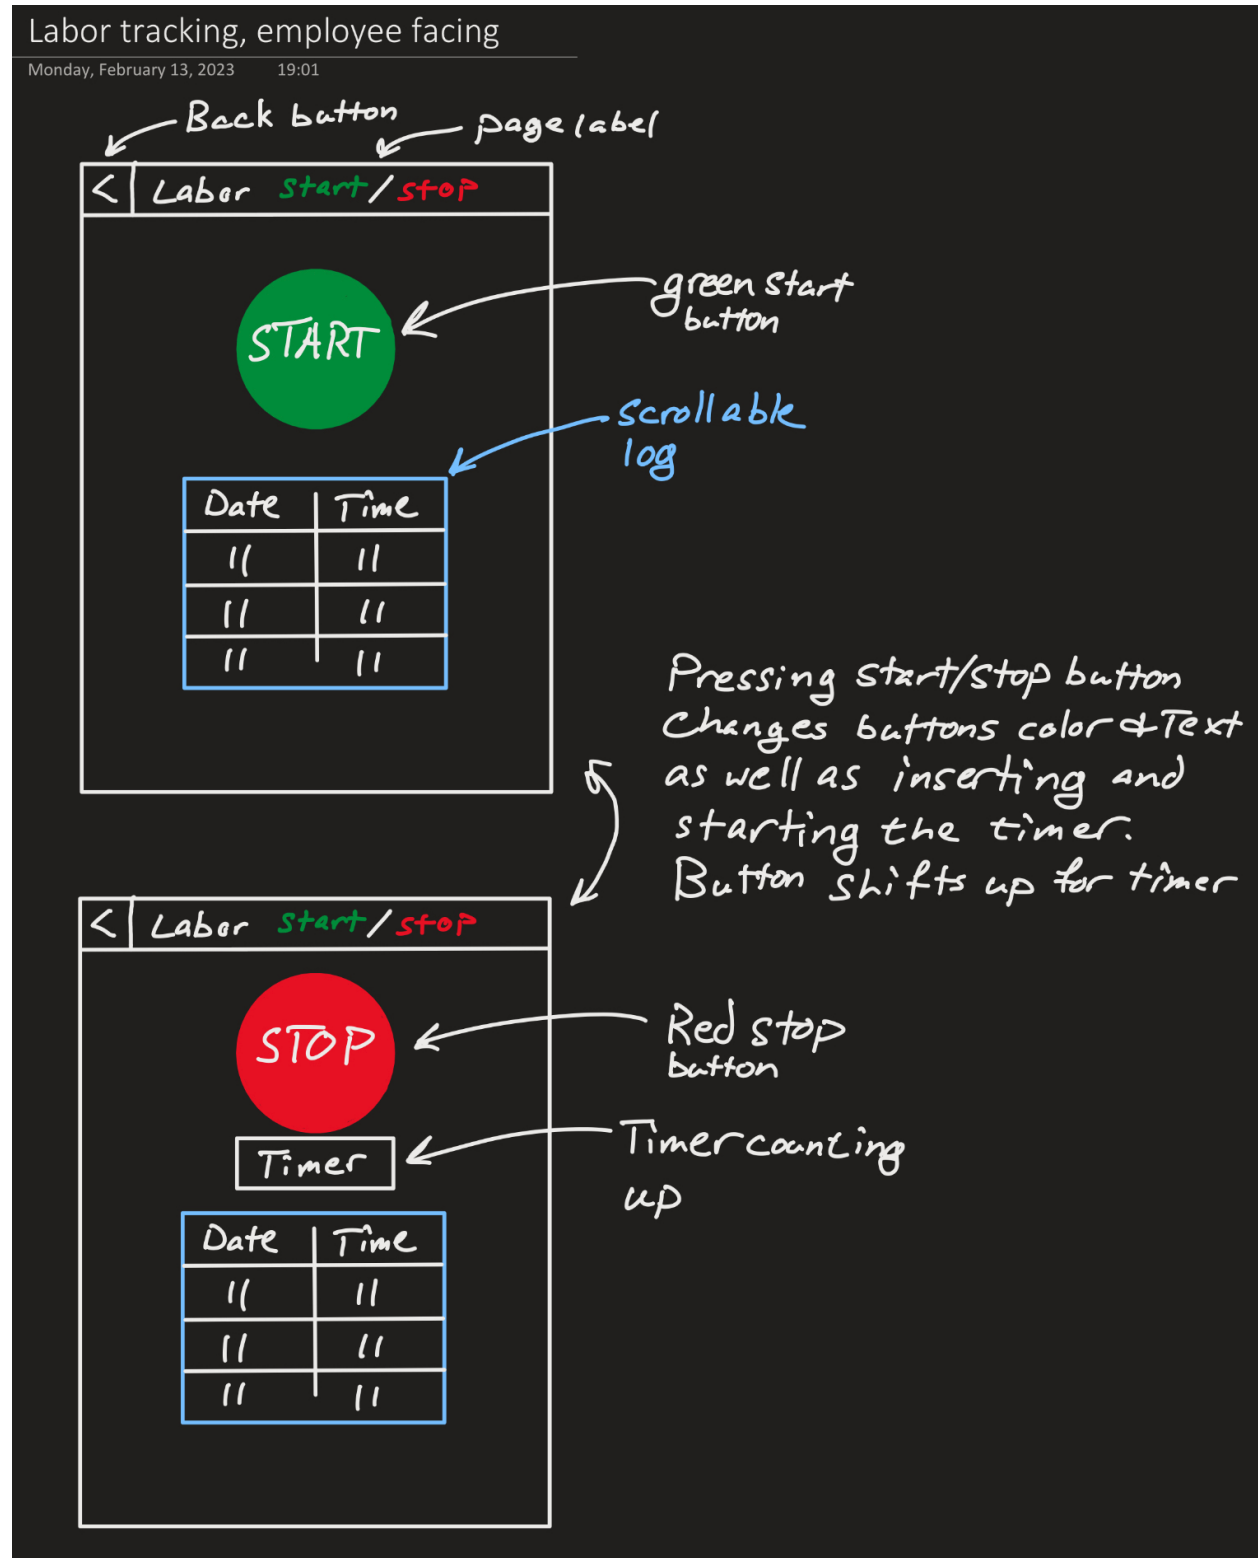 Labor tracking, employee facing
Monday, February 13, 2023 19:01
Back button
page label
< Labor start/stop
START
green start
button
scrollable
log
Date Time
" "
" "
" "
Pressing start/stop button
Changes buttons color & Text
as well as inserting and
starting the timer.
Button shifts up for timer
< Labor start/stop
STOP
Red stop
button
Timer
Timer counting
up
Date Time
" "
" "
" "